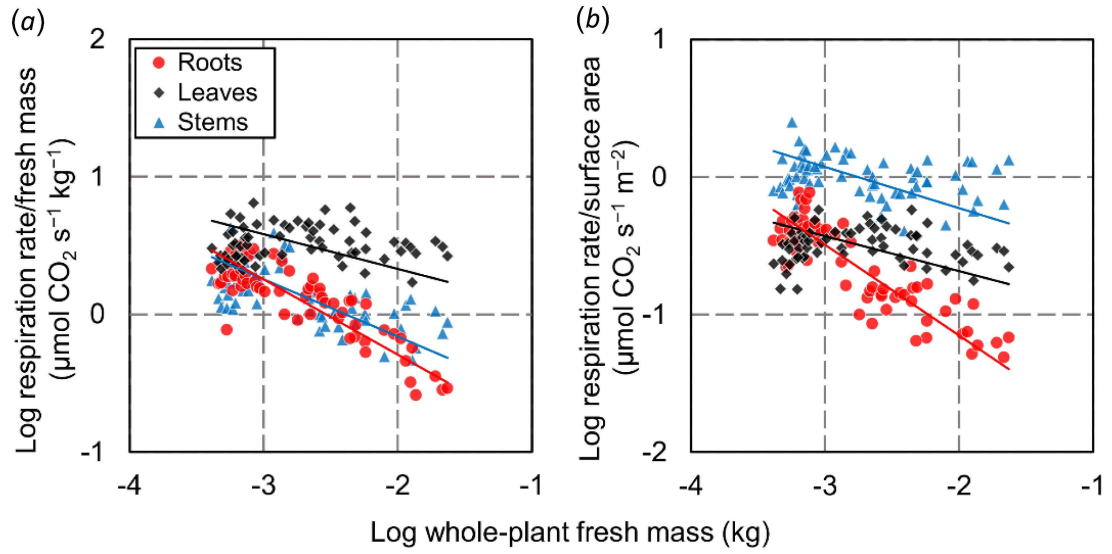 (a)
2
1
0
-1
-4
-3
-2
-1
Log respiration rate/fresh mass
(µmol CO₂ s⁻¹ kg⁻¹)
Roots
Leaves
Stems
(b)
1
0
-1
-2
-4
-3
-2
-1
Log respiration rate/surface area
(µmol CO₂ s⁻¹ m⁻²)
Log whole-plant fresh mass (kg)